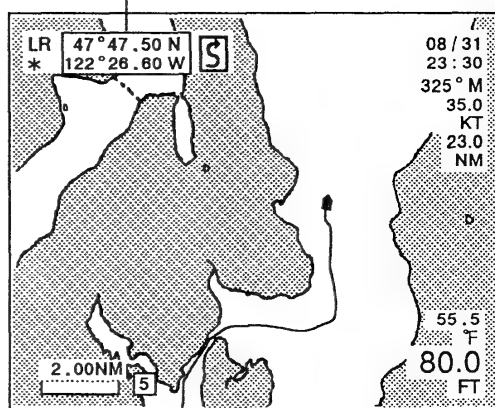 LR 47°47.50 N
* 122°26.60 W
08/31
23:30
325°M
35.0
KT
23.0
NM
55.5
°F
80.0
FT
2.00NM
5